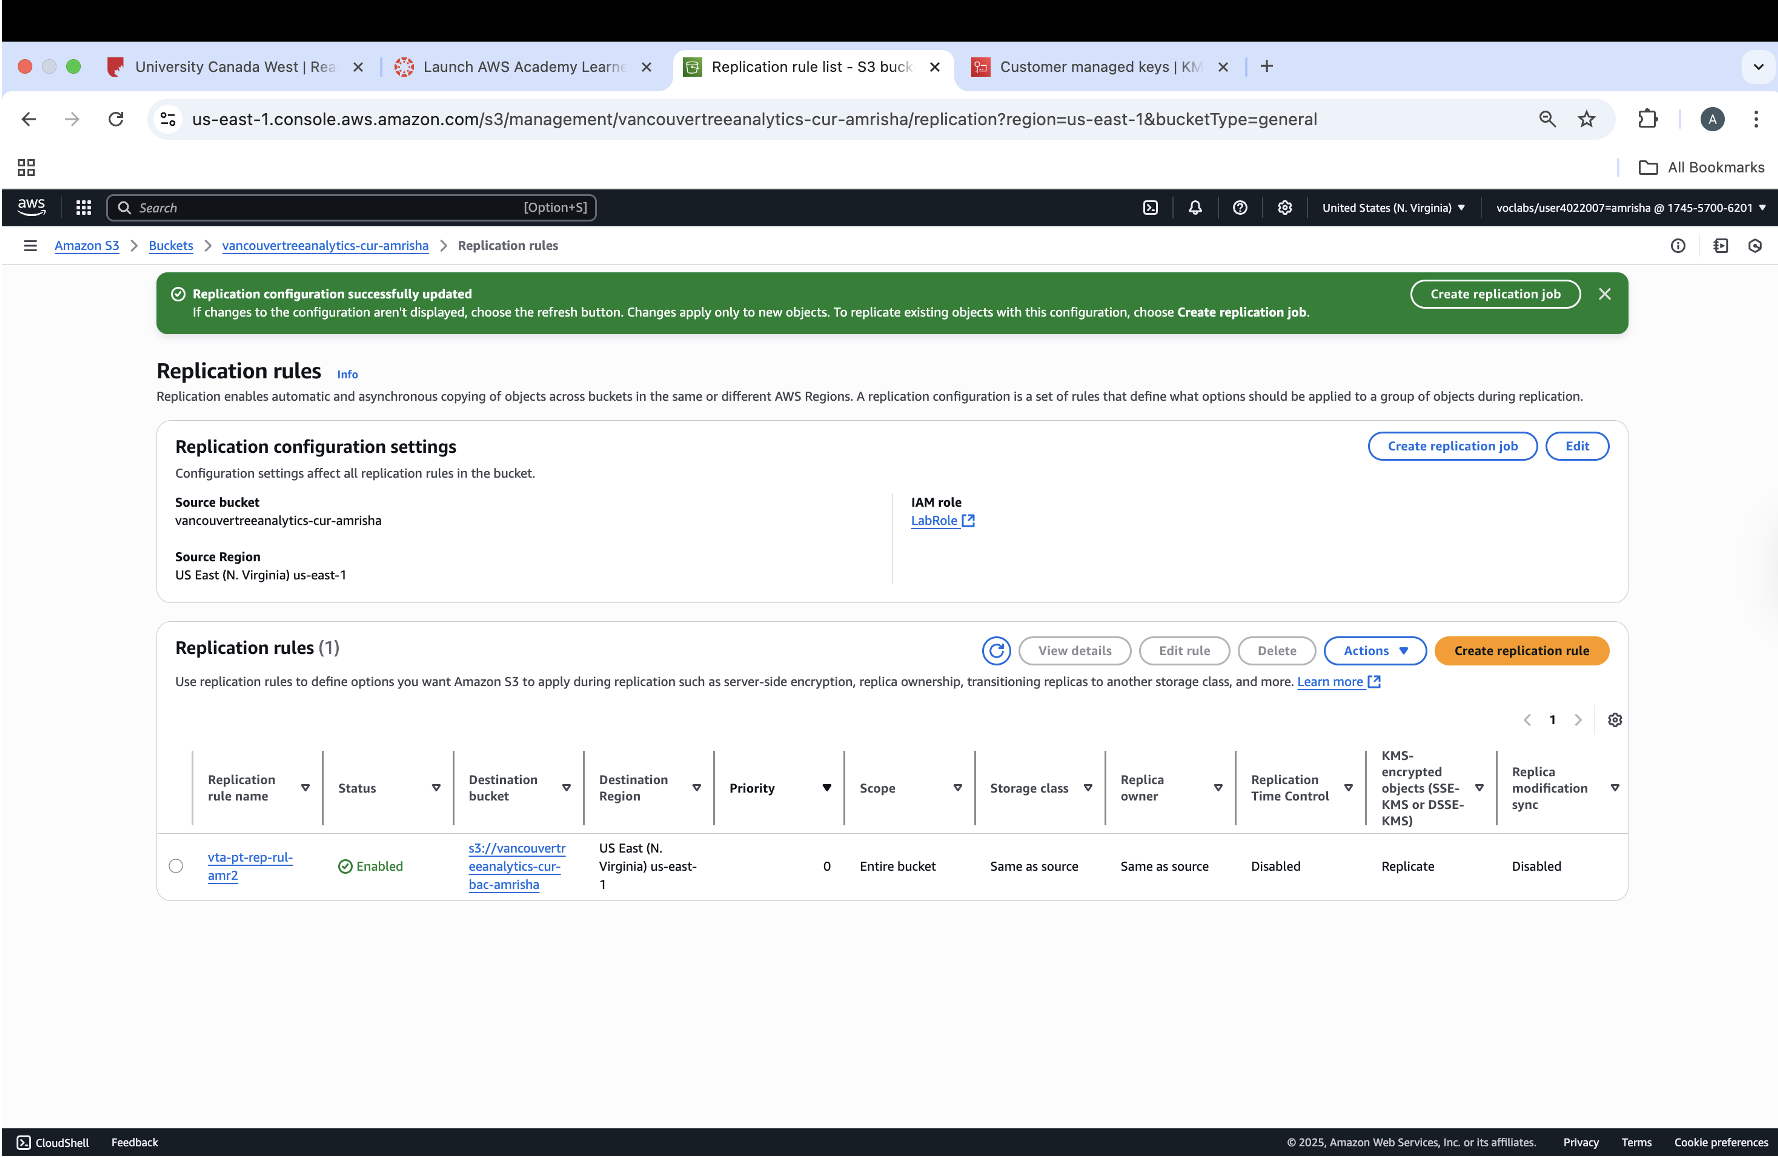 University Canada West | Rea
Launch AWS Academy Learne
Replication rule list - S3 buck
Customer managed keys | KM
us-east-1.console.aws.amazon.com/s3/management/vancouvertreeanalytics-cur-amrisha/replication?region=us-east-1&bucketType=general
A
All Bookmarks
aws
Search
[Option+S]
United States (N. Virginia)
voclabs/user4022007=amrisha @ 1745-5700-6201
Amazon S3
Buckets
vancouvertreeanalytics-cur-amrisha
Replication rules
Replication configuration successfully updated
If changes to the configuration aren't displayed, choose the refresh button. Changes apply only to new objects. To replicate existing objects with this configuration, choose Create replication job.
Create replication job
Replication rules
Info
Replication enables automatic and asynchronous copying of objects across buckets in the same or different AWS Regions. A replication configuration is a set of rules that define what options should be applied to a group of objects during replication.
Replication configuration settings
Create replication job
Edit
Configuration settings affect all replication rules in the bucket.
Source bucket
vancouvertreeanalytics-cur-amrisha
Source Region
US East (N. Virginia) us-east-1
IAM role
LabRole
Replication rules (1)
View details
Edit rule
Delete
Actions
Create replication rule
Use replication rules to define options you want Amazon S3 to apply during replication such as server-side encryption, replica ownership, transitioning replicas to another storage class, and more. Learn more
1
Replication
rule name
Status
Destination
bucket
Destination
Region
Priority
Scope
Storage class
Replica
owner
Replication
Time Control
KMS-
encrypted
objects (SSE-
KMS or DSSE-
KMS)
Replica
modification
sync
vta-pt-rep-rul-
amr2
Enabled
s3://vancouvertr
eeanalytics-cur-
bac-amrisha
US East (N.
Virginia) us-east-
1
0
Entire bucket
Same as source
Same as source
Disabled
Replicate
Disabled
CloudShell
Feedback
© 2025, Amazon Web Services, Inc. or its affiliates.
Privacy
Terms
Cookie preferences